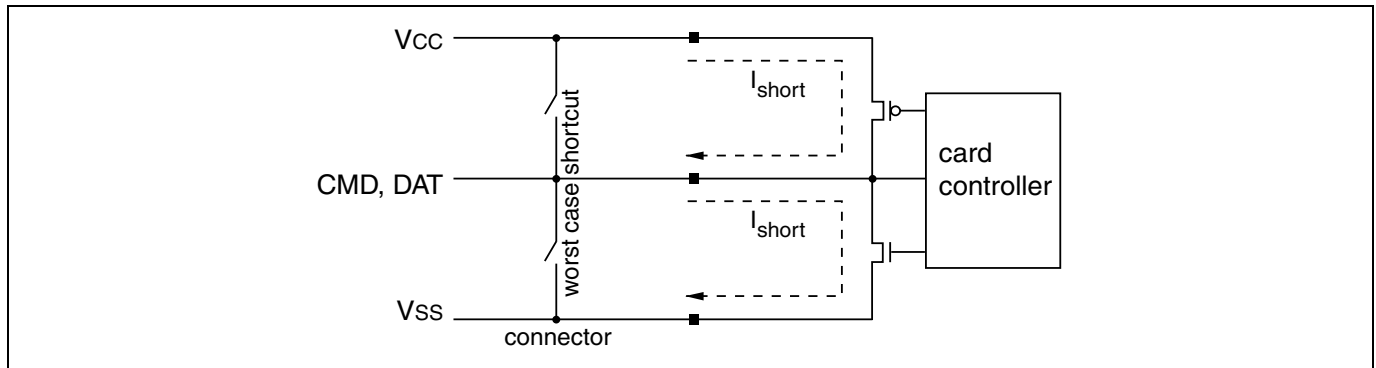 VCC
Ishort
worst case shortcut
card
controller
CMD, DAT
Ishort
VSS
connector